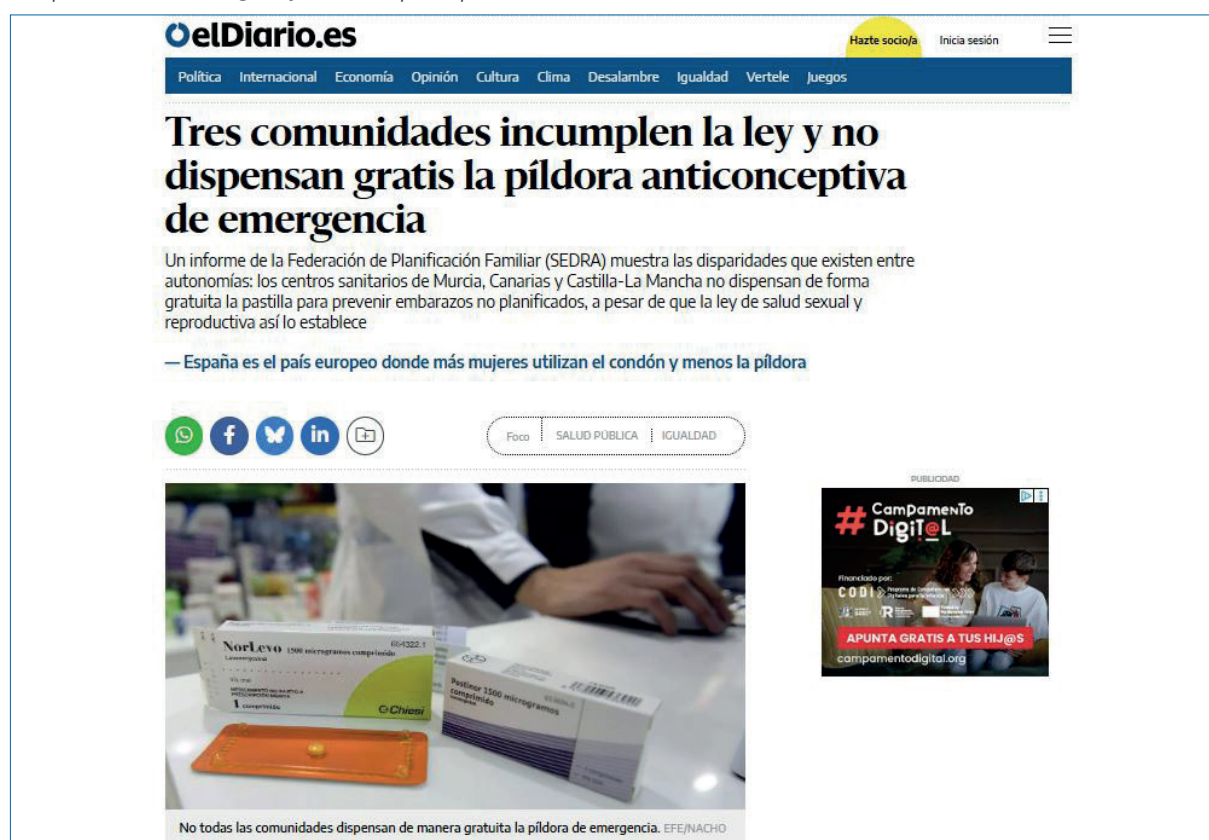 elDiario.es
Hazte socio/a
Inicia sesión
Política Internacional Economía Opinión Cultura Clima Desalambre Igualdad Vertele Juegos
Tres comunidades incumplen la ley y no
dispensan gratis la píldora anticonceptiva
de emergencia
Un informe de la Federación de Planificación Familiar (SEDRA) muestra las disparidades que existen entre
autonomías: los centros sanitarios de Murcia, Canarias y Castilla-La Mancha no dispensan de forma
gratuita la pastilla para prevenir embarazos no planificados, a pesar de que la ley de salud sexual y
reproductiva así lo establece
— España es el país europeo donde más mujeres utilizan el condón y menos la píldora
Foco SALUD PÚBLICA IGUALDAD
PUBLICIDAD
# CampameNTo
DigiT@L
Financiado por:
CODI
APUNTA GRATIS A TUS HIJ@S
campamentodigital.org
NorLevo 1500 microgramos comprimido
Levonorgestrel
Vía oral
1 comprimido
Chiesi
Postinor 1500 microgramos
comprimido
No todas las comunidades dispensan de manera gratuita la píldora de emergencia. EFE/NACHO